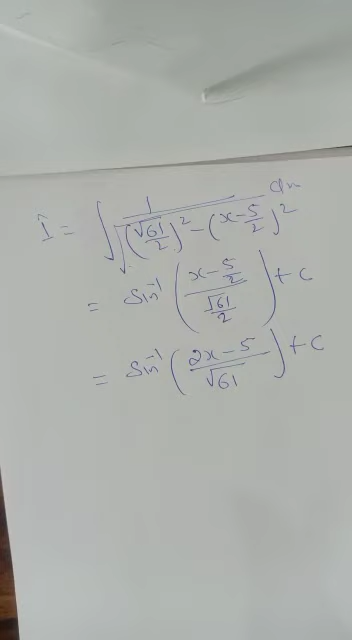 I = ∫ 1/√((√61/2)² - (x - 5/2)²) dx
= Sin⁻¹((x - 5/2)/(√61/2)) + C
= Sin⁻¹((2x - 5)/√61) + C